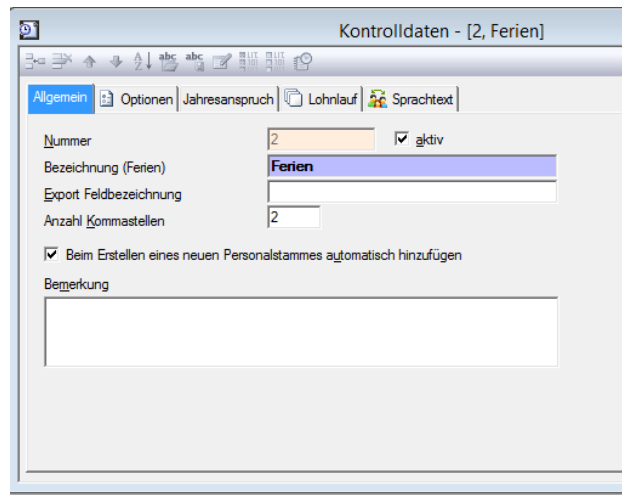 Kontrolldaten - [2, Ferien]
Allgemein Optionen Jahresanspruch Lohnlauf Sprachtext
Nummer 2 aktiv
Bezeichnung (Ferien) Ferien
Export Feldbezeichnung
Anzahl Kommastellen 2
Beim Erstellen eines neuen Personalstammes automatisch hinzufügen
Bemerkung